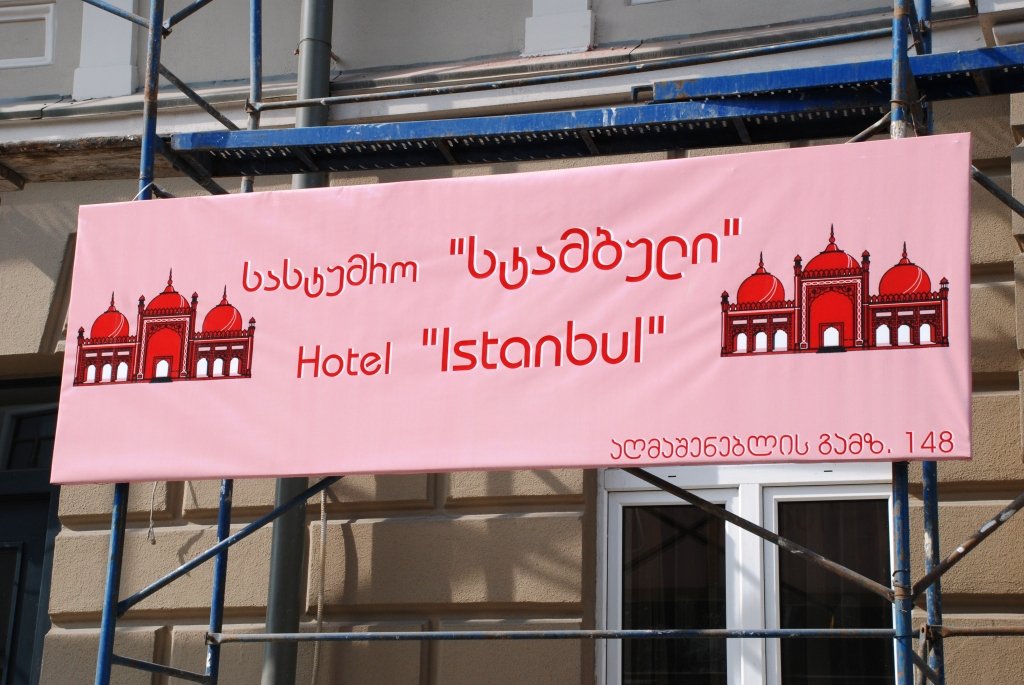 სასტუმრო "სტამბული"
Hotel "Istanbul"
აღმაშენებლის გამზ. 148